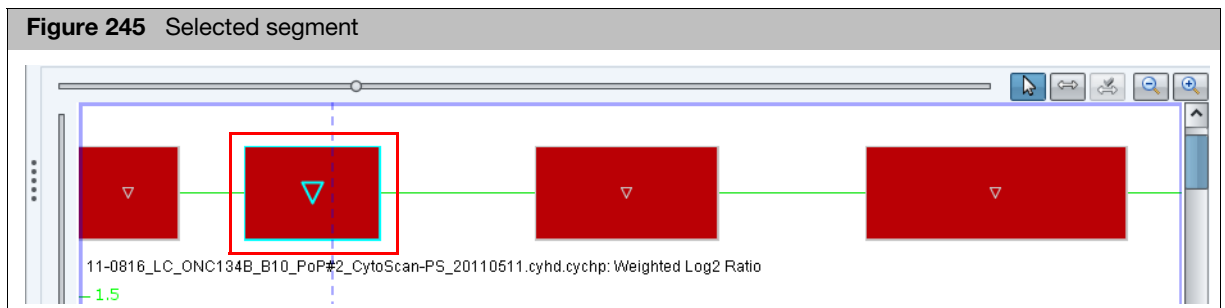 Figure 245 Selected segment
11-0816_LC_ONC134B_B10_PoP#2_CytoScan-PS_20110511.cyhd.cychp: Weighted Log2 Ratio
1.5